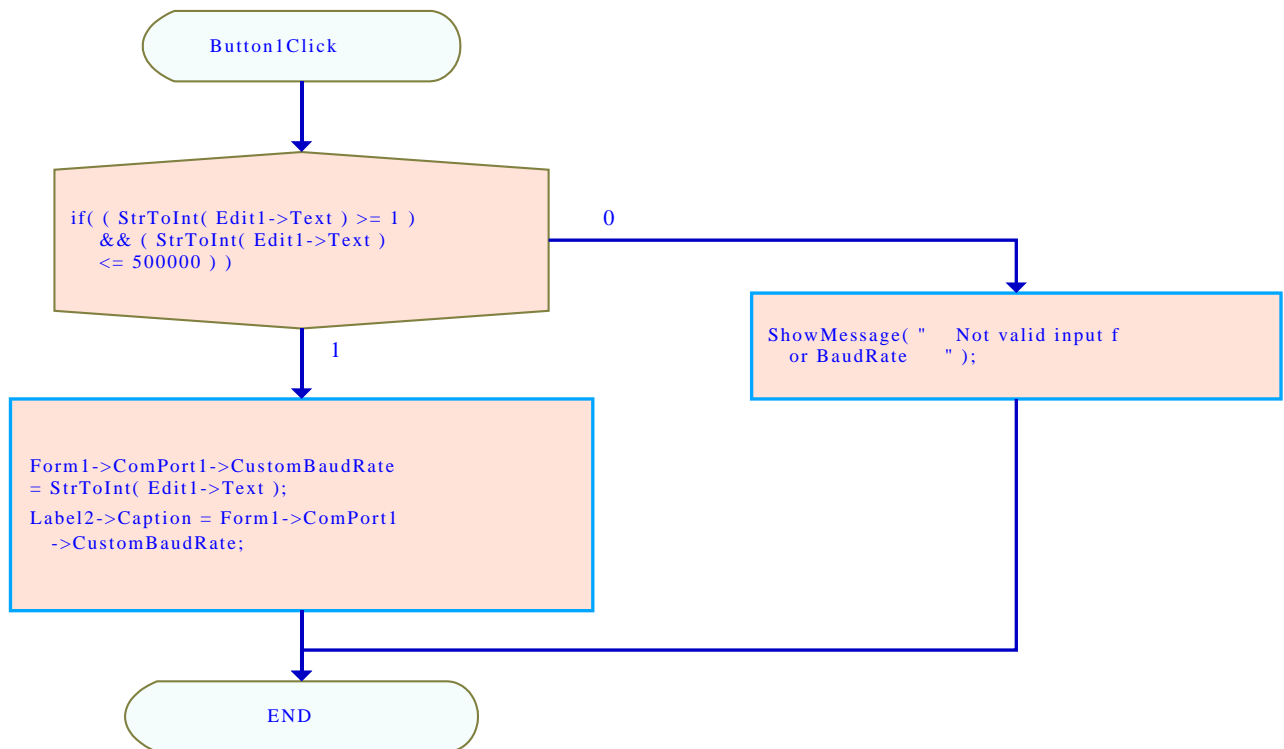 Button1Click
if( ( StrToInt( Edit1->Text ) >= 1 )
&& ( StrToInt( Edit1->Text )
<= 500000 ) )
0
ShowMessage( "    Not valid input f
or BaudRate    " );
1
Form1->ComPort1->CustomBaudRate
= StrToInt( Edit1->Text );
Label2->Caption = Form1->ComPort1
->CustomBaudRate;
END